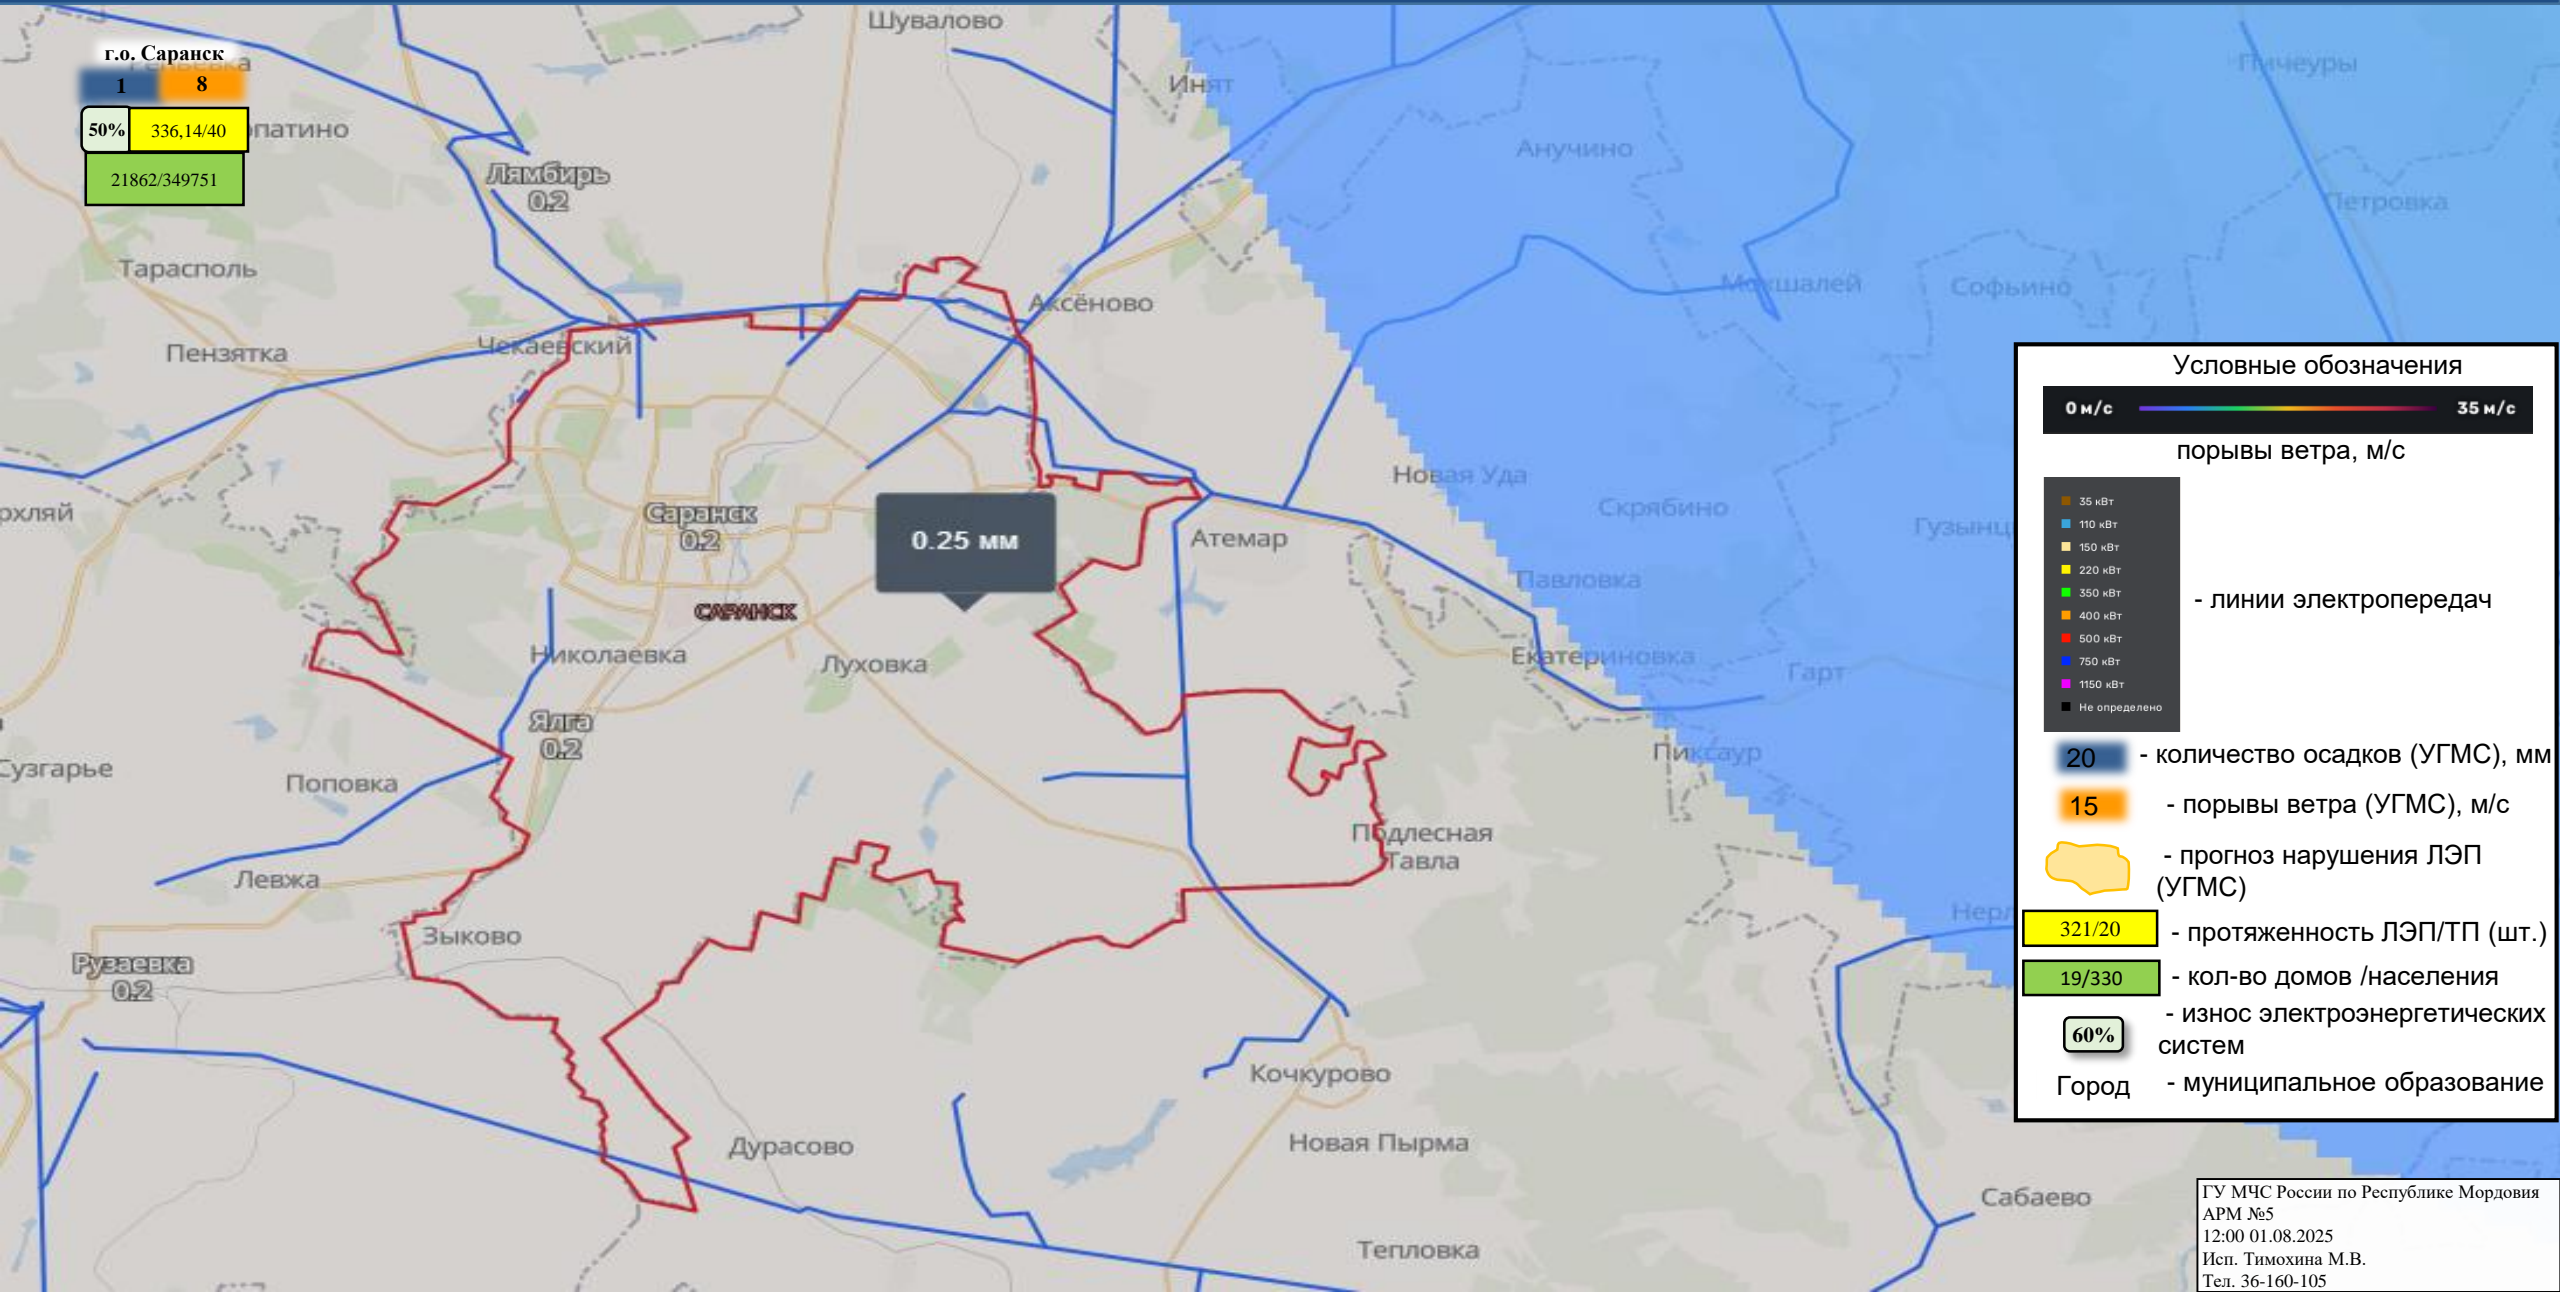 Шувалово
г.о. Саранск
1
8
50%
336,14/40
21862/349751
Инят
Пичеуры
Анучино
Лямбирь
0.2
Петровка
Тарасполь
Мокшалей
Софьино
Аксёново
Чекаевский
Пензятка
Новая Уда
Скрябино
Саранск
0.2
0.25 мм
Атемар
Павловка
САРАНСК
Николаевка
Луховка
Екатериновка
Гарт
Ялга
0.2
Пиксаур
Поповка
Подлесная
Тавла
Левжа
Зыково
Рузаевка
0.2
Кочкурово
Дурасово
Новая Пырма
Сабаево
Тепловка
Условные обозначения
0 м/с
35 м/с
порывы ветра, м/с
35 кВт
110 кВт
150 кВт
220 кВт
350 кВт
400 кВт
500 кВт
750 кВт
1150 кВт
Не определено
- линии электропередач
20 - количество осадков (УГМС), мм
15 - порывы ветра (УГМС), м/с
- прогноз нарушения ЛЭП
(УГМС)
321/20 - протяженность ЛЭП/ТП (шт.)
19/330 - кол-во домов /населения
60% - износ электроэнергетических
систем
Город - муниципальное образование
ГУ МЧС России по Республике Мордовия
АРМ №5
12:00 01.08.2025
Исп. Тимохина М.В.
Тел. 36-160-105